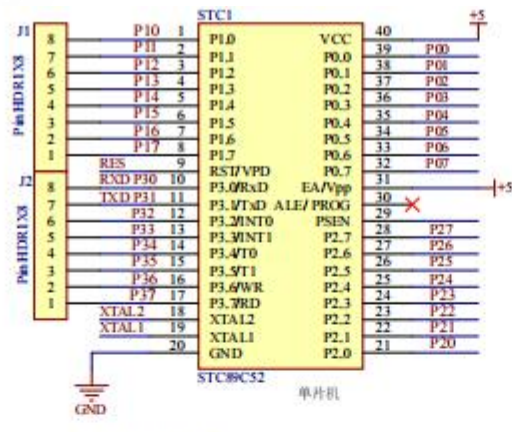 J1
STC1
+5
8 P10 1 P1.0 VCC 40
7 P11 2 P1.1 P0.0 39 P00
6 P12 3 P1.2 P0.1 38 P01
5 P13 4 P1.3 P0.2 37 P02
4 P14 5 P1.4 P0.3 36 P03
3 P15 6 P1.5 P0.4 35 P04
2 P16 7 P1.6 P0.5 34 P05
1 P17 8 P1.7 P0.6 33 P06
PinHDR1X8
RES 9 RST/VPD P0.7 32 P07
J2
8 RXD P30 10 P3.0/RxD EA/Vpp 31 +5
7 TXD P31 11 P3.1/TxD ALE/PROG 30
6 P32 12 P3.2/INT0 PSEN 29
5 P33 13 P3.3/INT1 P2.7 28 P27
4 P34 14 P3.4/T0 P2.6 27 P26
3 P35 15 P3.5/T1 P2.5 26 P25
2 P36 16 P3.6/WR P2.4 25 P24
1 P37 17 P3.7/RD P2.3 24 P23
PinHDR1X8
XTAL2 18 XTAL2 P2.2 23 P22
XTAL1 19 XTAL1 P2.1 22 P21
20 GND P2.0 21 P20
STC89C52
单片机
GND